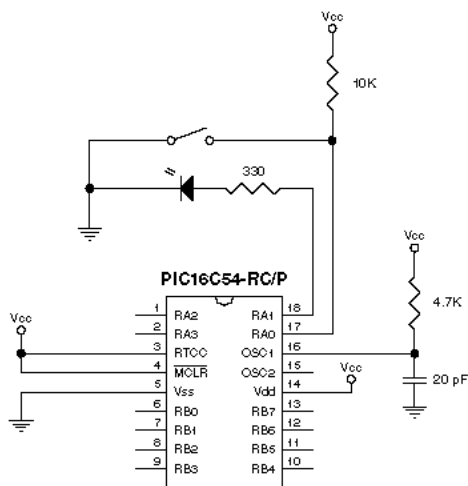 Vcc
10K
330
Vcc
PIC16C54-RC/P
4.7K
1 RA2 RA1 18
Vcc 2 RA3 RA0 17
3 RTCC OSC1 16
4 MCLR OSC2 15 Vcc
5 Vss Vdd 14 20 pF
6 RB0 RB7 13
7 RB1 RB6 12
8 RB2 RB5 11
9 RB3 RB4 10